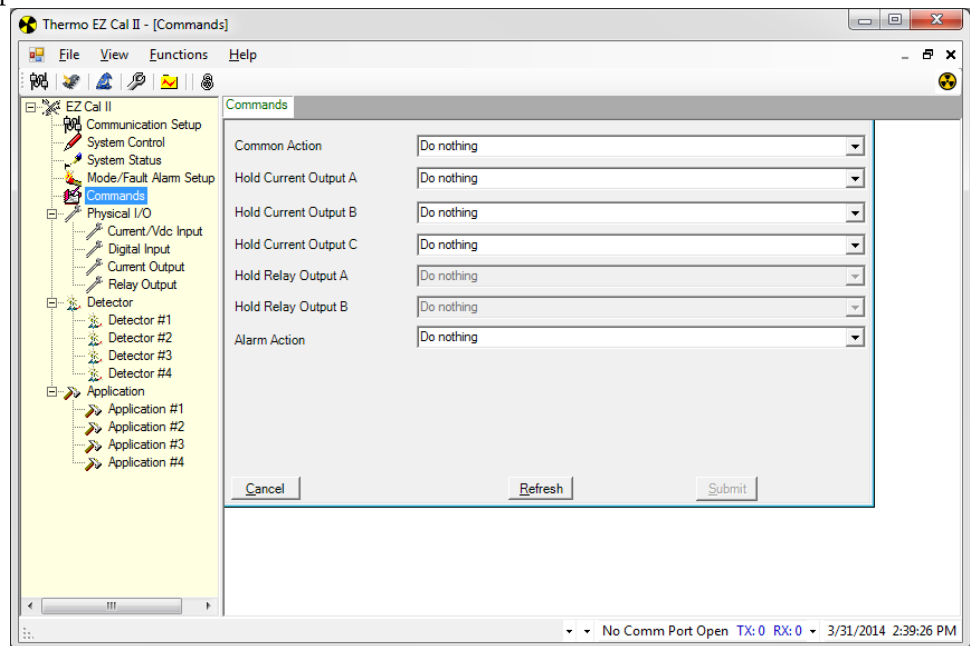 Thermo EZ Cal II - [Commands]
File View Functions Help
EZ Cal II
Communication Setup
System Control
System Status
Mode/Fault Alarm Setup
Commands
Physical I/O
Current/Vdc Input
Digital Input
Current Output
Relay Output
Detector
Detector #1
Detector #2
Detector #3
Detector #4
Application
Application #1
Application #2
Application #3
Application #4
Commands
Common Action Do nothing
Hold Current Output A Do nothing
Hold Current Output B Do nothing
Hold Current Output C Do nothing
Hold Relay Output A Do nothing
Hold Relay Output B Do nothing
Alarm Action Do nothing
Cancel Refresh Submit
No Comm Port Open TX: 0 RX: 0 3/31/2014 2:39:26 PM